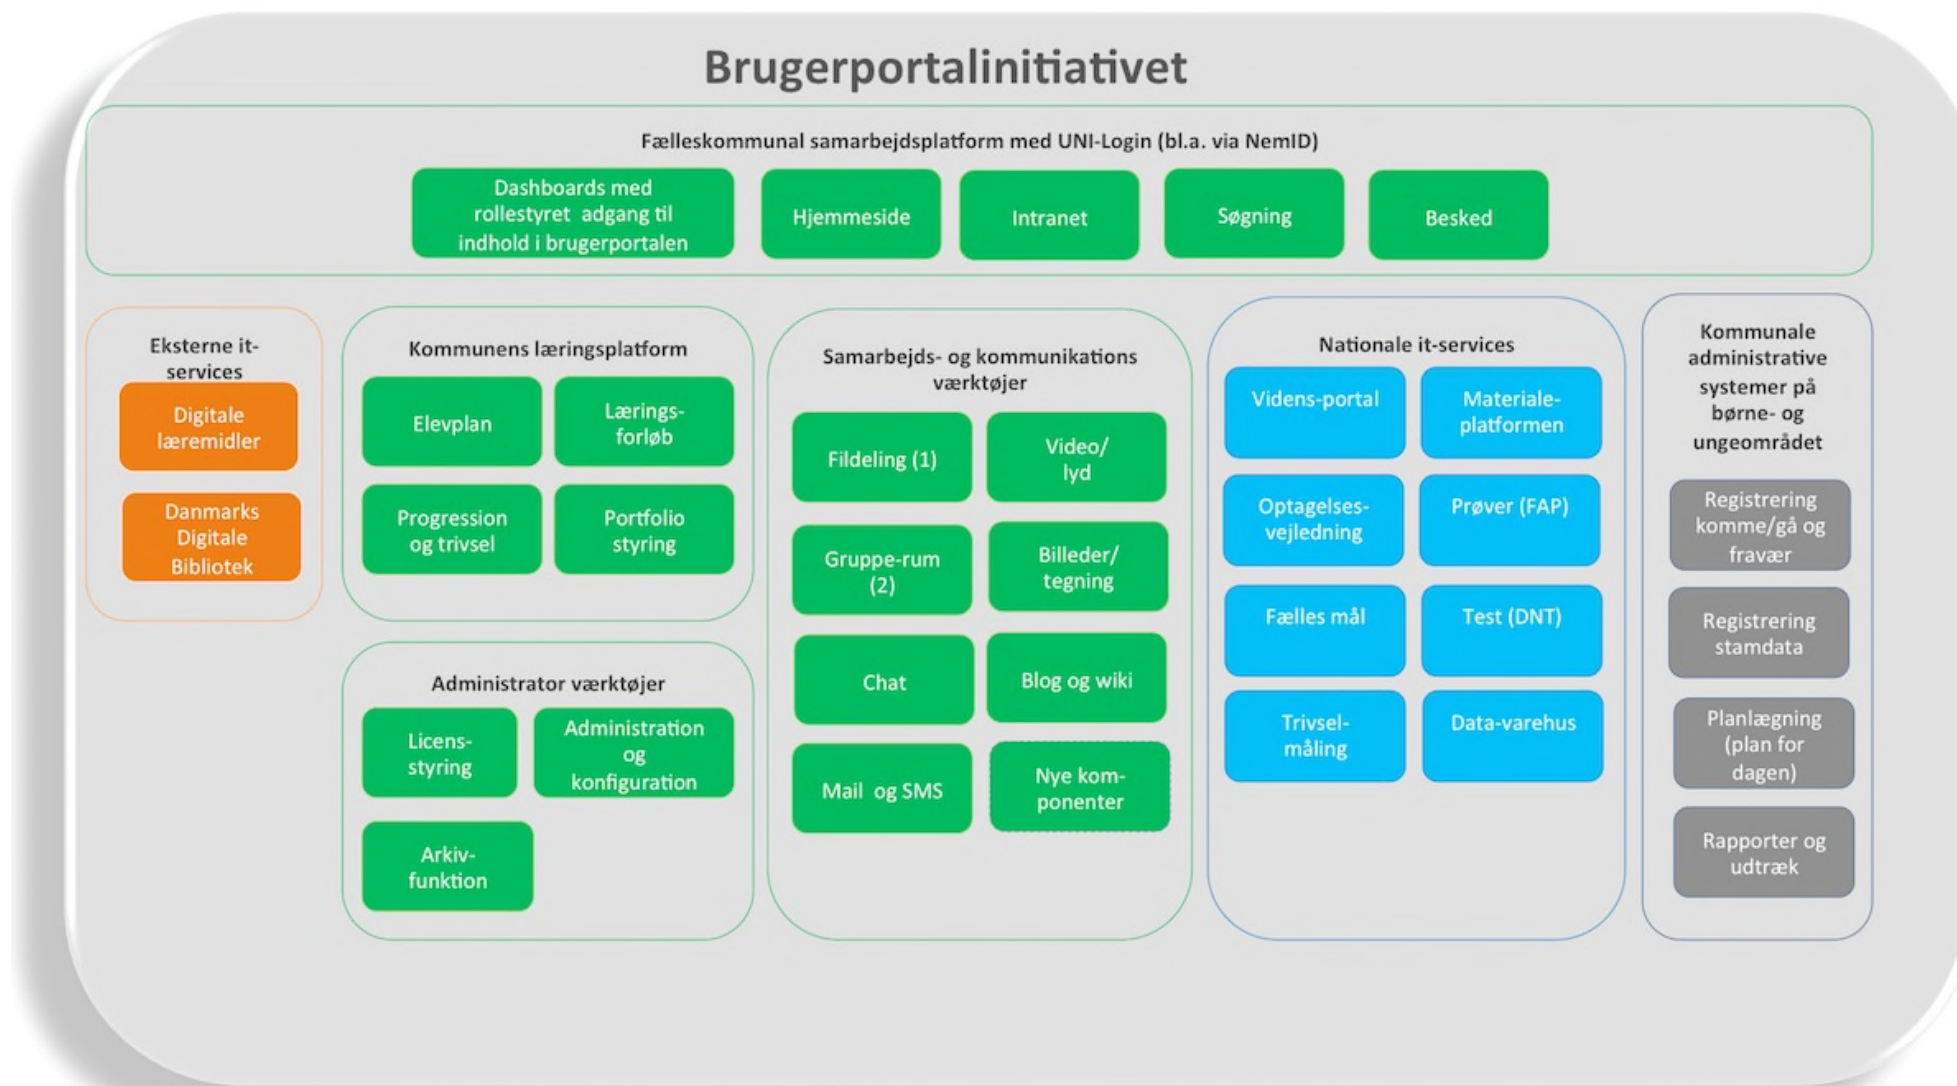 Brugerportalinitiativet
Fælleskommunal samarbejdsplatform med UNI-Login (bl.a. via NemID)
Dashboards med
rollestyret adgang til
indhold i brugerportalen
Hjemmeside
Intranet
Søgning
Besked
Eksterne it-
services
Digitale
læremidler
Danmarks
Digitale
Bibliotek
Kommunens læringsplatform
Elevplan
Lærings-
forløb
Progression
og trivsel
Portfolio
styring
Administrator værktøjer
Licens-
styring
Administration
og
konfiguration
Arkiv-
funktion
Samarbejds- og kommunikations
værktøjer
Fildeling (1)
Video/
lyd
Gruppe-rum
(2)
Billeder/
tegning
Chat
Blog og wiki
Mail og SMS
Nye kom-
ponenter
Nationale it-services
Videns-portal
Materiale-
platformen
Optagelses-
vejledning
Prøver (FAP)
Fælles mål
Test (DNT)
Trivsel-
måling
Data-varehus
Kommunale
administrative
systemer på
børne- og
ungeområdet
Registrering
komme/gå og
fravær
Registrering
stamdata
Planlægning
(plan for
dagen)
Rapporter og
udtræk